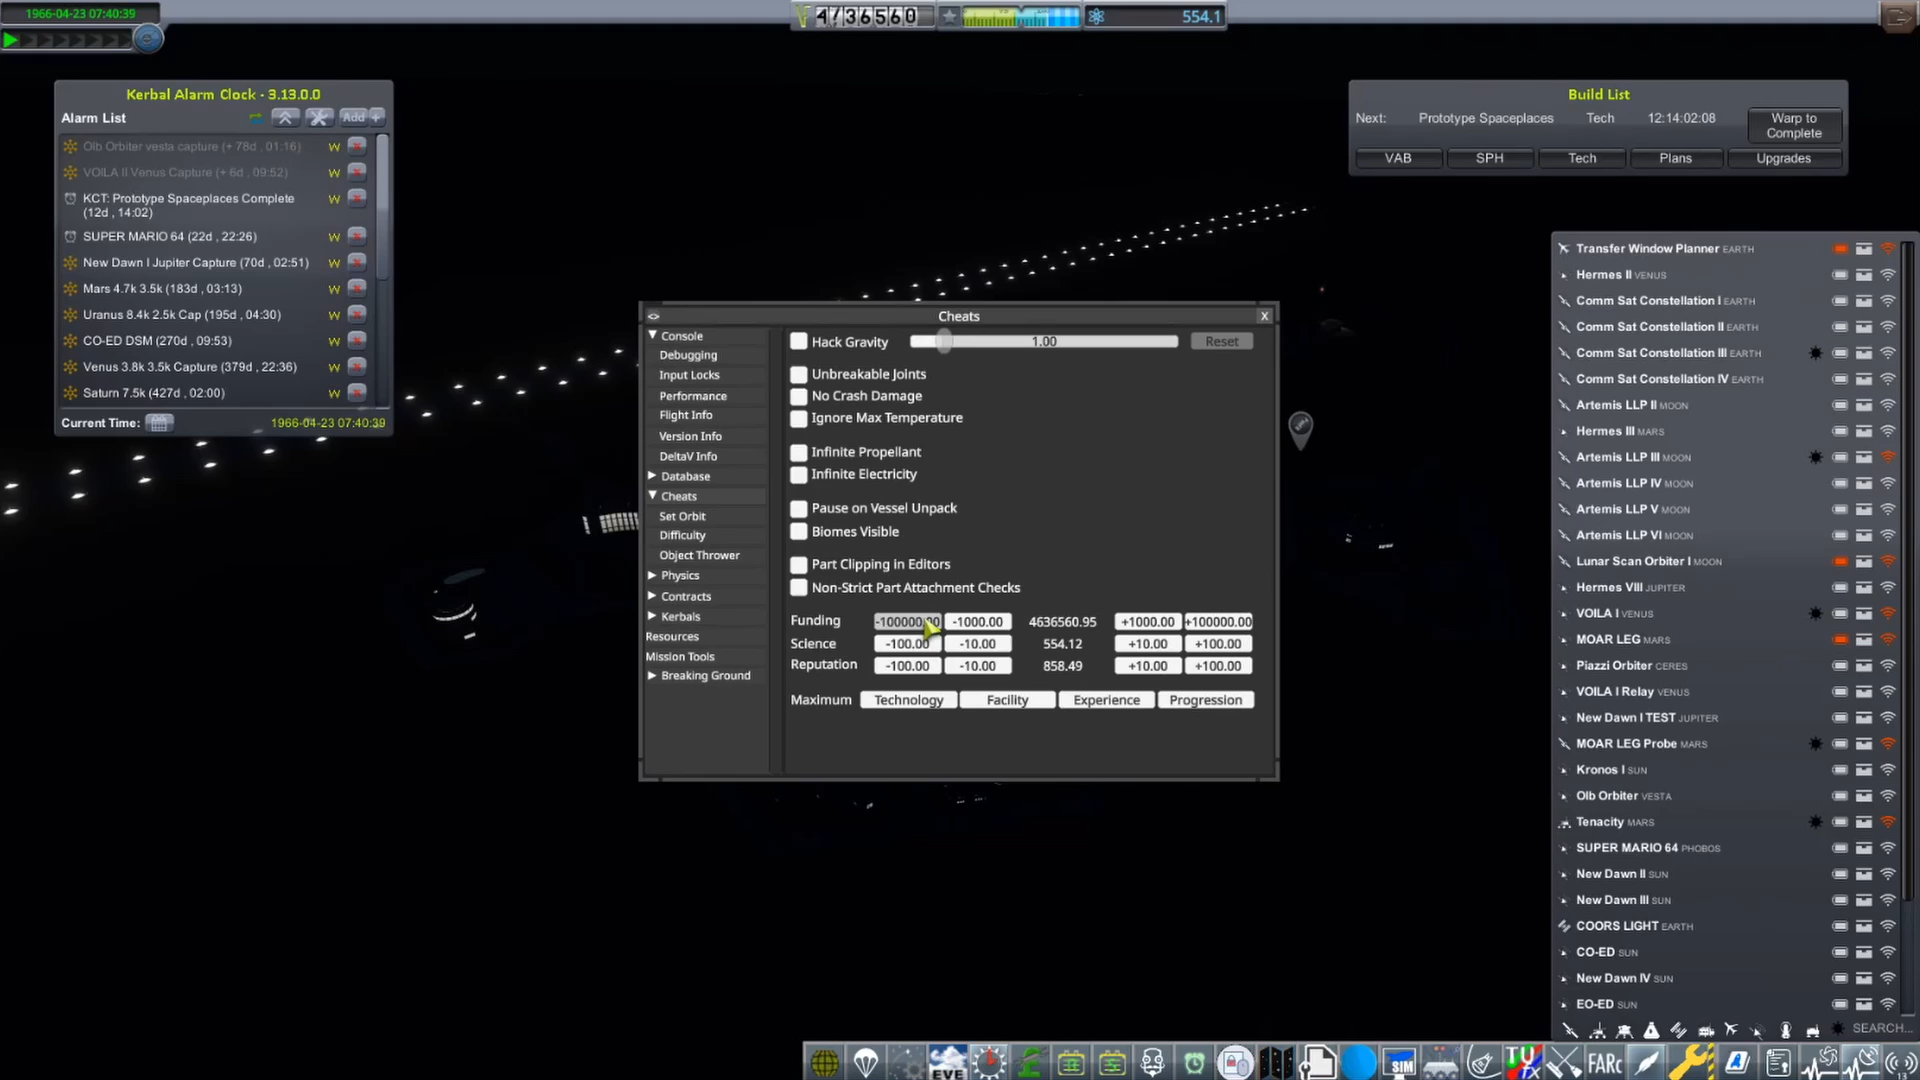 1966-04-23 07:40:39
4736560
554.1
Kerbal Alarm Clock - 3.13.0.0
Alarm List
Add
+
Olb Orbiter vesta capture (+ 78d , 01:16)
W
VOILA II Venus Capture (+ 6d , 09:52)
W
KCT: Prototype Spaceplaces Complete
(12d , 14:02)
W
SUPER MARIO 64 (22d , 22:26)
W
New Dawn I Jupiter Capture (70d , 02:51)
W
Mars 4.7k 3.5k (183d , 03:13)
W
Uranus 8.4k 2.5k Cap (195d , 04:30)
W
CO-ED DSM (270d , 09:53)
W
Venus 3.8k 3.5k Capture (379d , 22:36)
W
Saturn 7.5k (427d , 02:00)
W
Current Time:
1966-04-23 07:40:39
Build List
Next: Prototype Spaceplaces Tech 12:14:02:08
Warp to
Complete
VAB SPH Tech Plans Upgrades
Cheats
X
Console
Debugging
Input Locks
Performance
Flight Info
Version Info
DeltaV Info
Database
Cheats
Set Orbit
Difficulty
Object Thrower
Physics
Contracts
Kerbals
Resources
Mission Tools
Breaking Ground
Hack Gravity 1.00 Reset
Unbreakable Joints
No Crash Damage
Ignore Max Temperature
Infinite Propellant
Infinite Electricity
Pause on Vessel Unpack
Biomes Visible
Part Clipping in Editors
Non-Strict Part Attachment Checks
Funding -100000.00 -1000.00 4636560.95 +1000.00 +100000.00
Science -100.00 -10.00 554.12 +10.00 +100.00
Reputation -100.00 -10.00 858.49 +10.00 +100.00
Maximum Technology Facility Experience Progression
Transfer Window Planner EARTH
Hermes II VENUS
Comm Sat Constellation I EARTH
Comm Sat Constellation II EARTH
Comm Sat Constellation III EARTH
Comm Sat Constellation IV EARTH
Artemis LLP II MOON
Hermes III MARS
Artemis LLP III MOON
Artemis LLP IV MOON
Artemis LLP V MOON
Artemis LLP VI MOON
Lunar Scan Orbiter I MOON
Hermes VIII JUPITER
VOILA I VENUS
MOAR LEG MARS
Piazzi Orbiter CERES
VOILA I Relay VENUS
New Dawn I TEST JUPITER
MOAR LEG Probe MARS
Kronos I SUN
Olb Orbiter VESTA
Tenacity MARS
SUPER MARIO 64 PHOBOS
New Dawn II SUN
New Dawn III SUN
COORS LIGHT EARTH
CO-ED SUN
New Dawn IV SUN
EO-ED SUN
SEARCH...
EVE
SIM
FARc
13